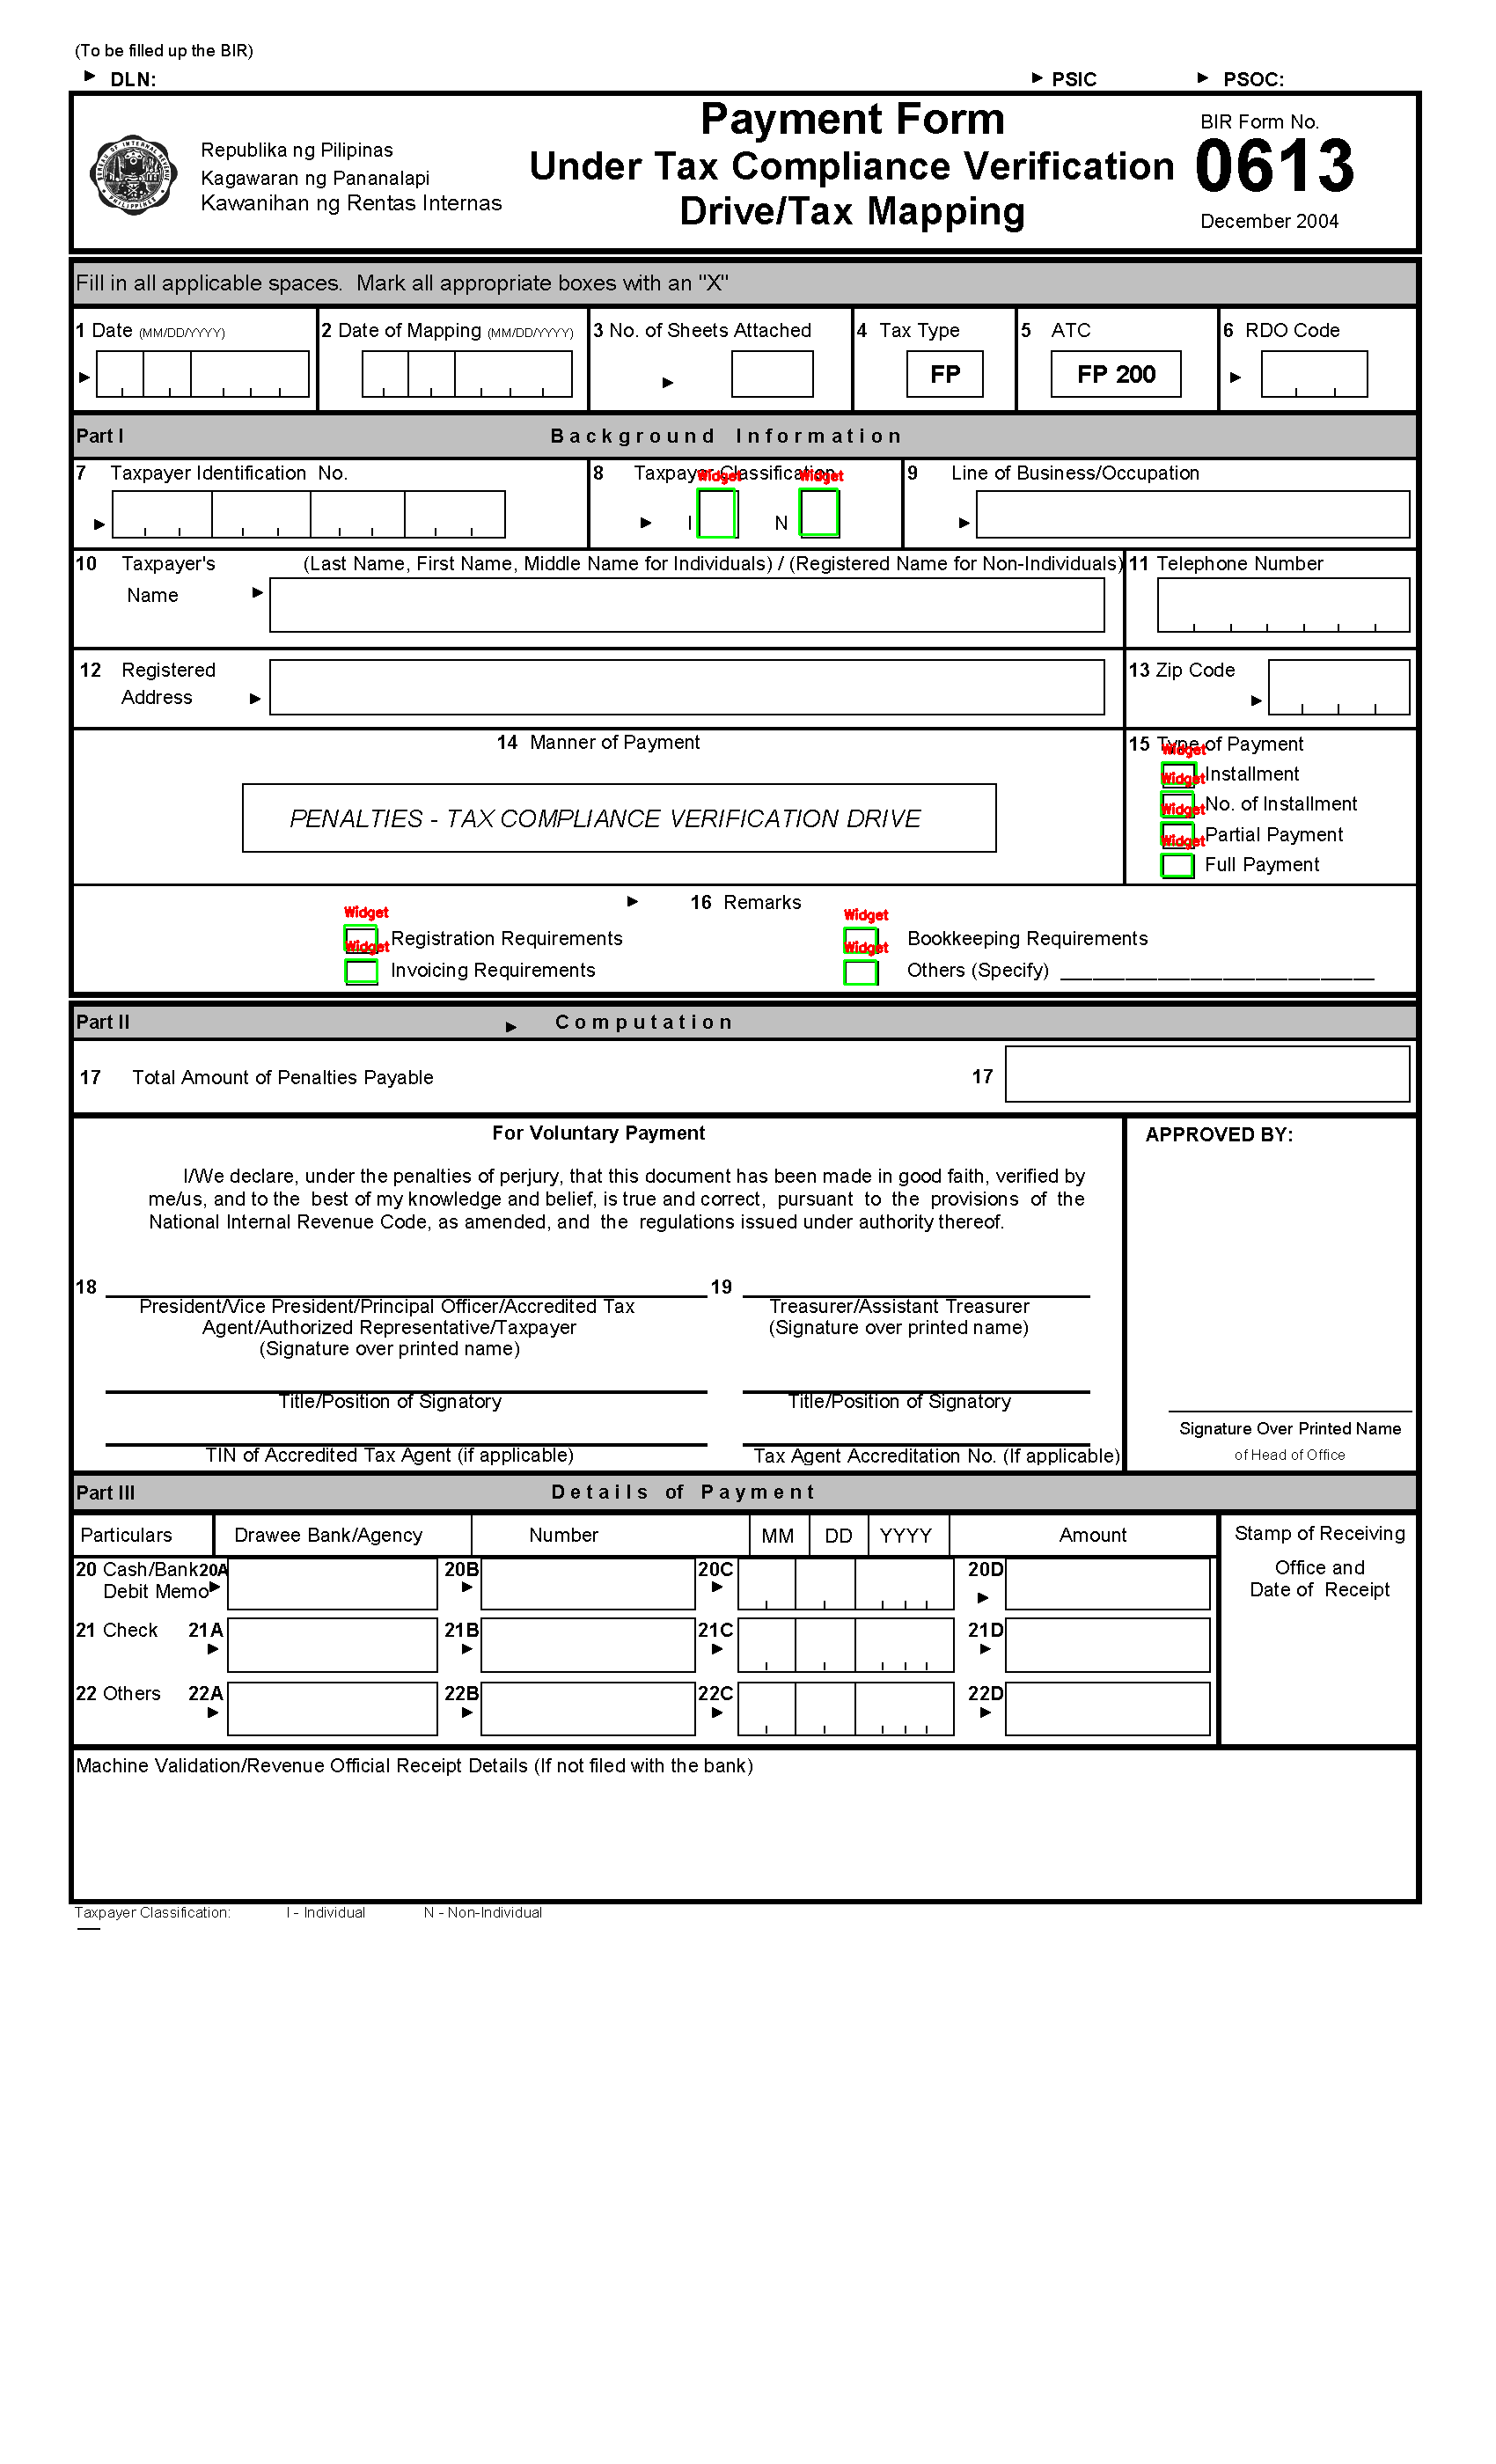 (To be filled up the BIR)
DLN: PSIC PSOC:
Republika ng Pilipinas
Kagawaran ng Pananalapi
Kawanihan ng Rentas Internas
Payment Form
Under Tax Compliance Verification
Drive/Tax Mapping
BIR Form No.
0613
December 2004
Fill in all applicable spaces. Mark all appropriate boxes with an "X"
1 Date (MM/DD/YYYY) 2 Date of Mapping (MM/DD/YYYY) 3 No. of Sheets Attached 4 Tax Type 5 ATC 6 RDO Code
FP FP 200
Part I Background Information
7 Taxpayer Identification No. 8 Taxpayer Classification 9 Line of Business/Occupation
Widget Widget
I N
10 Taxpayer's (Last Name, First Name, Middle Name for Individuals) / (Registered Name for Non-Individuals) 11 Telephone Number
Name
12 Registered 13 Zip Code
Address
14 Manner of Payment 15 Type of Payment
Widget
Installment
Widget
No. of Installment
Widget
PENALTIES - TAX COMPLIANCE VERIFICATION DRIVE
Partial Payment
Widget
Full Payment
16 Remarks
Widget Widget
Registration Requirements Bookkeeping Requirements
Widget Widget
Invoicing Requirements Others (Specify)
Part II Computation
17 Total Amount of Penalties Payable 17
For Voluntary Payment APPROVED BY:
I/We declare, under the penalties of perjury, that this document has been made in good faith, verified by
me/us, and to the best of my knowledge and belief, is true and correct, pursuant to the provisions of the
National Internal Revenue Code, as amended, and the regulations issued under authority thereof.
18 19
President/Vice President/Principal Officer/Accredited Tax Treasurer/Assistant Treasurer
Agent/Authorized Representative/Taxpayer (Signature over printed name)
(Signature over printed name)
Title/Position of Signatory Title/Position of Signatory
Signature Over Printed Name
TIN of Accredited Tax Agent (if applicable) Tax Agent Accreditation No. (If applicable) of Head of Office
Part III Details of Payment
Particulars Drawee Bank/Agency Number MM DD YYYY Amount Stamp of Receiving
Office and
Date of Receipt
20 Cash/Bank 20A 20B 20C 20D
Debit Memo
21 Check 21A 21B 21C 21D
22 Others 22A 22B 22C 22D
Machine Validation/Revenue Official Receipt Details (If not filed with the bank)
Taxpayer Classification: I - Individual N - Non-Individual